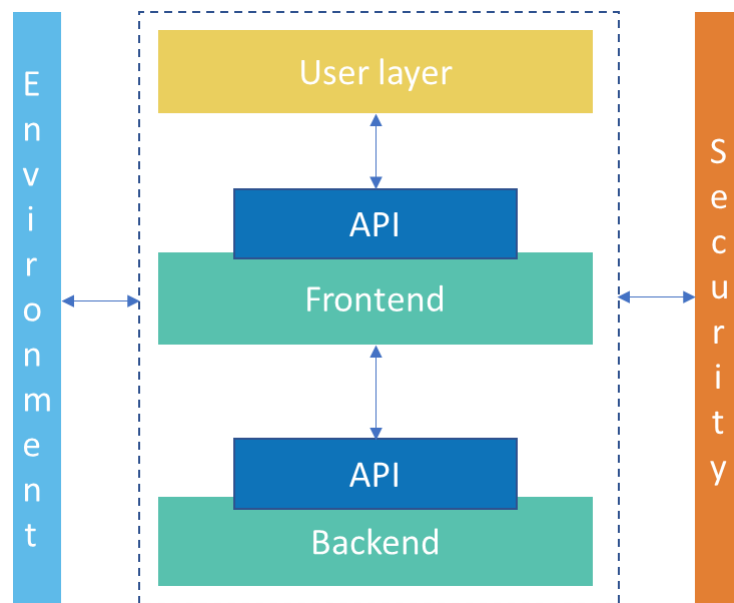 Environment
User layer
API
Frontend
API
Backend
Security